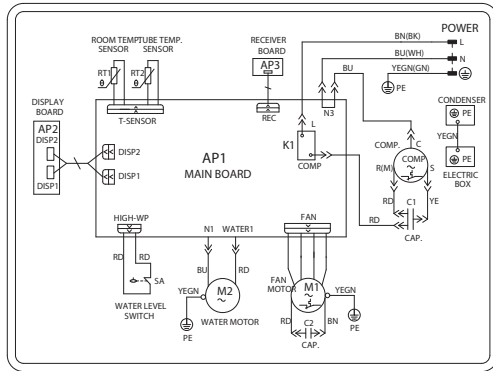 ROOM TEMP.
SENSOR
TUBE TEMP.
SENSOR
RT1
θ
RT2
θ
T-SENSOR
RECEIVER
BOARD
AP3
REC
POWER
BN(BK)
L
BU(WH)
N
YEGN(GN)
PE
BU
N3
L
K1
COMP
CONDENSER
PE
YEGN
PE
ELECTRIC
BOX
COMP.
C
COMP
R(M)
S
RD
YE
C1
RD
CAP.
DISPLAY
BOARD
AP2
DISP2
DISP1
DISP2
DISP1
AP1
MAIN BOARD
HIGH-WP
RD
RD
SA
WATER LEVEL
SWITCH
N1
WATER1
BU
RD
YEGN
M2
PE
WATER MOTOR
FAN
FAN
MOTOR
M1
YEGN
RD
BN
C2
CAP.
PE